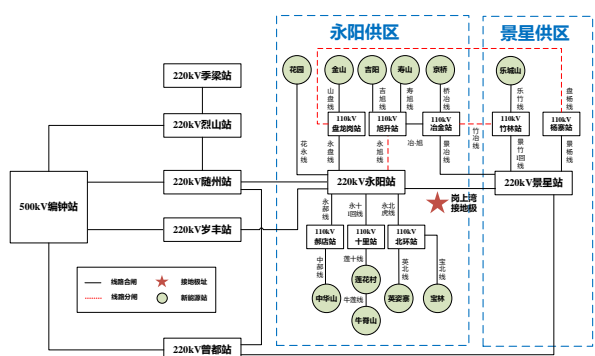 永阳供区
景星供区
花园
金山
吉阳
寿山
京桥
乐城山
220kV季梁站
山盘线
吉旭线
寿旭线
桥冶线
乐竹线
盘杨线
220kV烈山站
110kV
盘龙岗站
110kV
旭升站
110kV
冶金站
110kV
竹林站
110kV
杨寨站
花永线
永盘线
永旭线
冶-旭
景冶线
竹冶线
景竹I回线
景杨线
500kV编钟站
220kV随州站
220kV永阳站
220kV景星站
岗上湾
接地极
220kV岁丰站
永郝线
永十I回线
永北虎线
110kV
郝店站
110kV
十里站
110kV
北环站
中郝线
莲十线
英北线
宝北线
线路合闸
接地极址
线路分闸
新能源站
中华山
莲花村
牛莲线
英姿寨
宝林
牛脊山
220kV曾都站